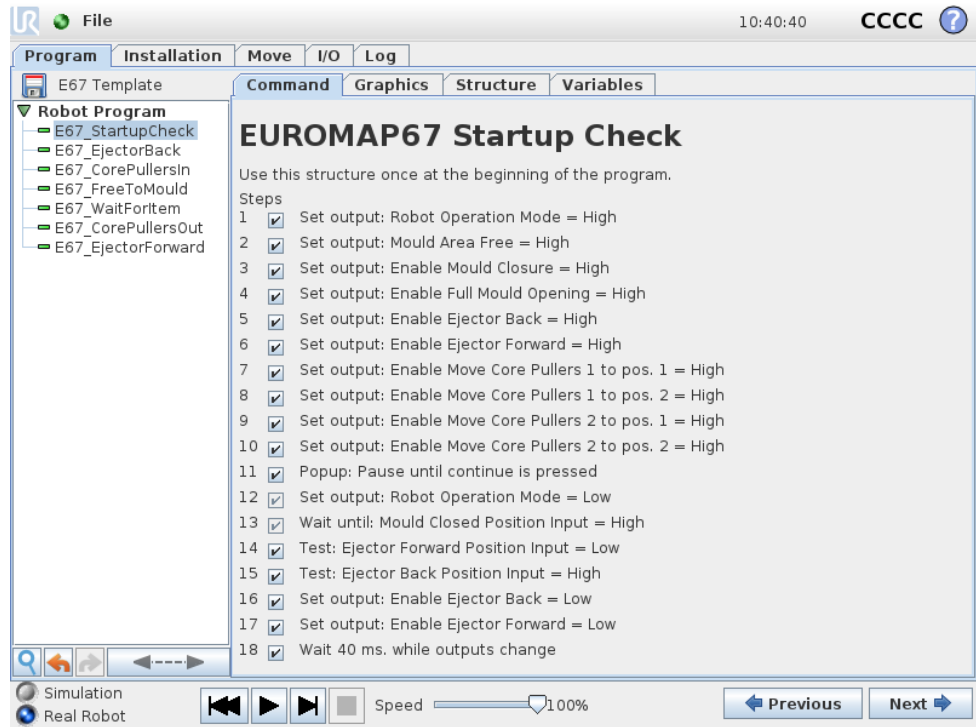 UR File 10:40:40 CCCC ?
Program Installation Move I/O Log
E67 Template Command Graphics Structure Variables
Robot Program
E67_StartupCheck
E67_EjectorBack
E67_CorePullersIn
E67_FreeToMould
E67_WaitForItem
E67_CorePullersOut
E67_EjectorForward
EUROMAP67 Startup Check
Use this structure once at the beginning of the program.
Steps
1 Set output: Robot Operation Mode = High
2 Set output: Mould Area Free = High
3 Set output: Enable Mould Closure = High
4 Set output: Enable Full Mould Opening = High
5 Set output: Enable Ejector Back = High
6 Set output: Enable Ejector Forward = High
7 Set output: Enable Move Core Pullers 1 to pos. 1 = High
8 Set output: Enable Move Core Pullers 1 to pos. 2 = High
9 Set output: Enable Move Core Pullers 2 to pos. 1 = High
10 Set output: Enable Move Core Pullers 2 to pos. 2 = High
11 Popup: Pause until continue is pressed
12 Set output: Robot Operation Mode = Low
13 Wait until: Mould Closed Position Input = High
14 Test: Ejector Forward Position Input = Low
15 Test: Ejector Back Position Input = High
16 Set output: Enable Ejector Back = Low
17 Set output: Enable Ejector Forward = Low
18 Wait 40 ms. while outputs change
Simulation
Real Robot
Speed 100%
Previous Next